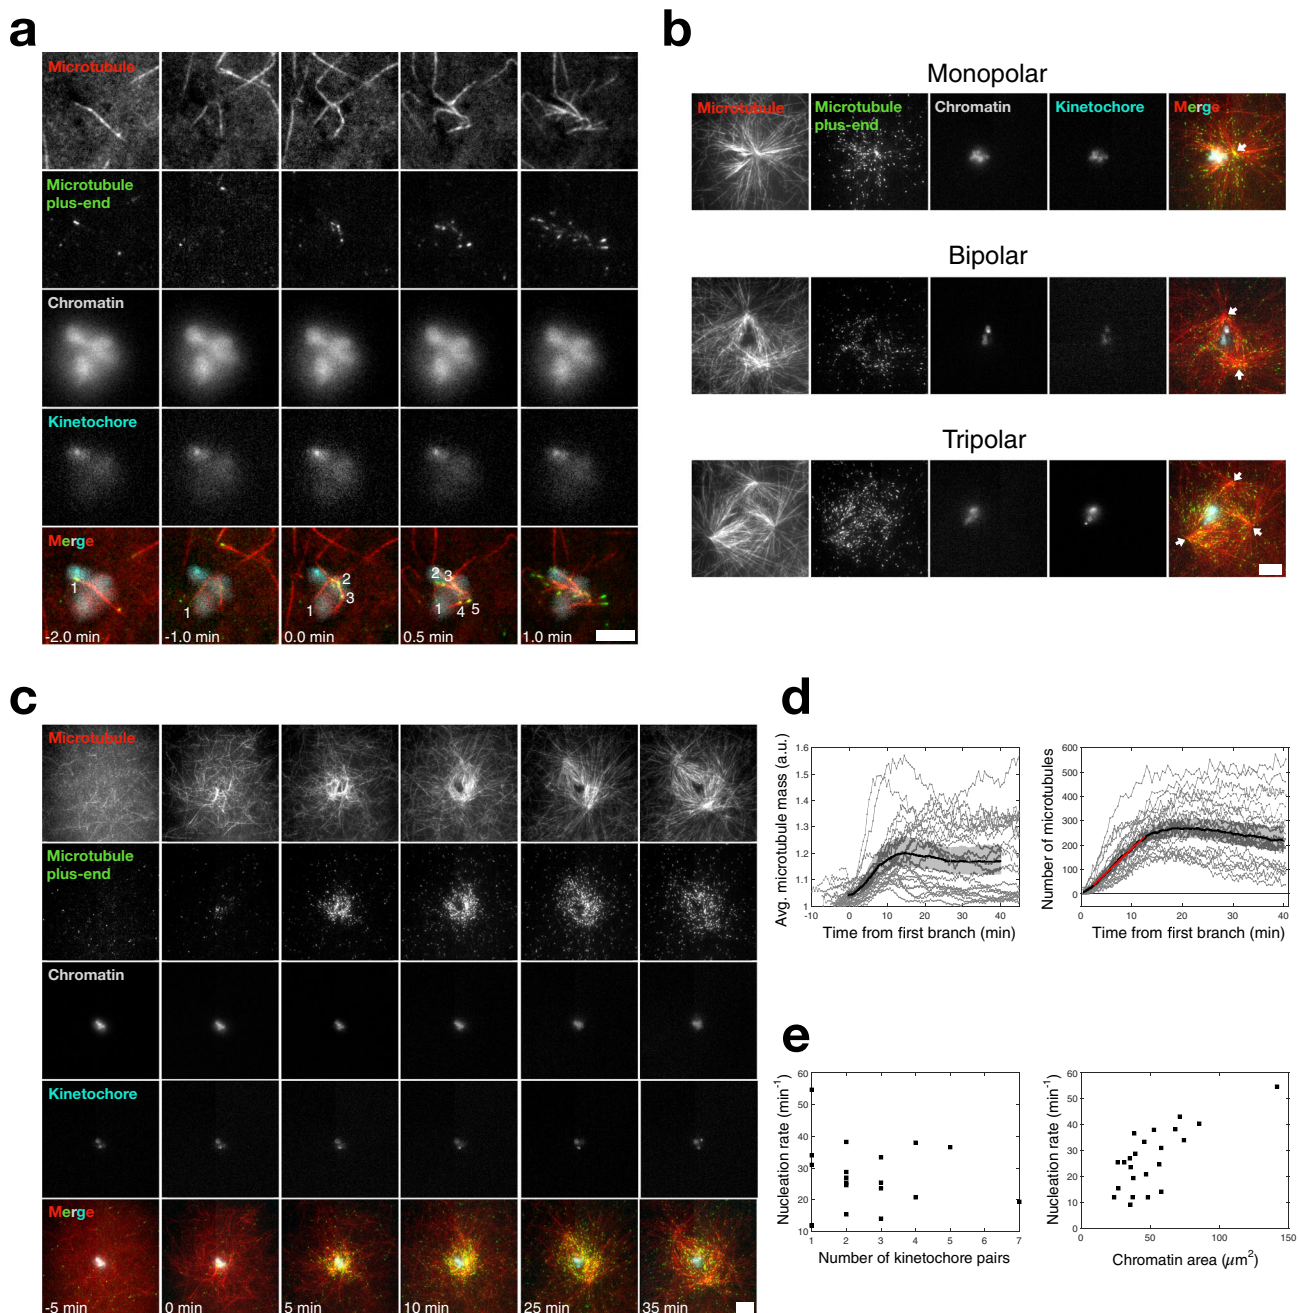 a
Microtubule
Microtubule
plus-end
Chromatin
Kinetochore
Merge
1
1
1
2
3
2
3
1
4
5
-2.0 min
-1.0 min
0.0 min
0.5 min
1.0 min
b
Monopolar
Microtubule
Microtubule
plus-end
Chromatin
Kinetochore
Merge
Bipolar
Tripolar
c
Microtubule
Microtubule
plus-end
Chromatin
Kinetochore
Merge
-5 min
0 min
5 min
10 min
25 min
35 min
d
Avg. microtubule mass (a.u.)
1.6
1.5
1.4
1.3
1.2
1.1
1
-10
0
10
20
30
40
Time from first branch (min)
Number of microtubules
600
500
400
300
200
100
0
0
10
20
30
40
Time from first branch (min)
e
Nucleation rate (min⁻¹)
60
50
40
30
20
10
1
2
3
4
5
6
7
Number of kinetochore pairs
Nucleation rate (min⁻¹)
60
50
40
30
20
10
0
0
50
100
150
Chromatin area (μm²)